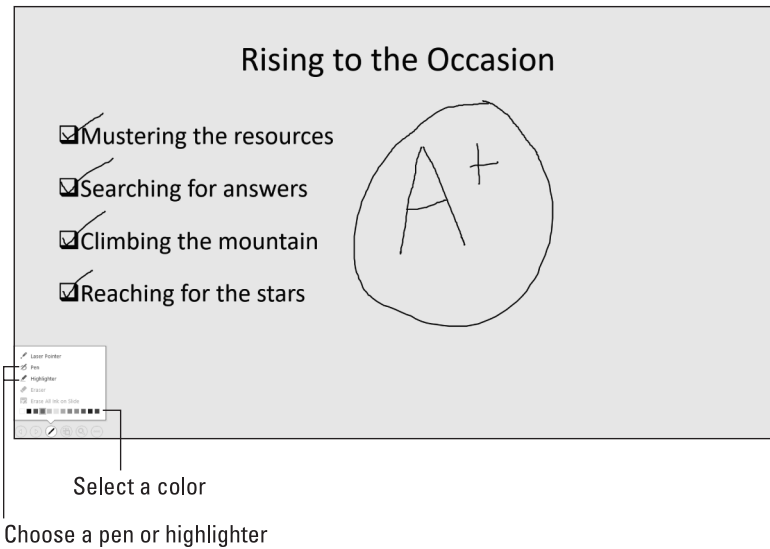 Rising to the Occasion
Mustering the resources
Searching for answers
Climbing the mountain
Reaching for the stars
A+
Laser Pointer
Pen
Highlighter
Eraser
Erase All Ink on Slide
Select a color
Choose a pen or highlighter